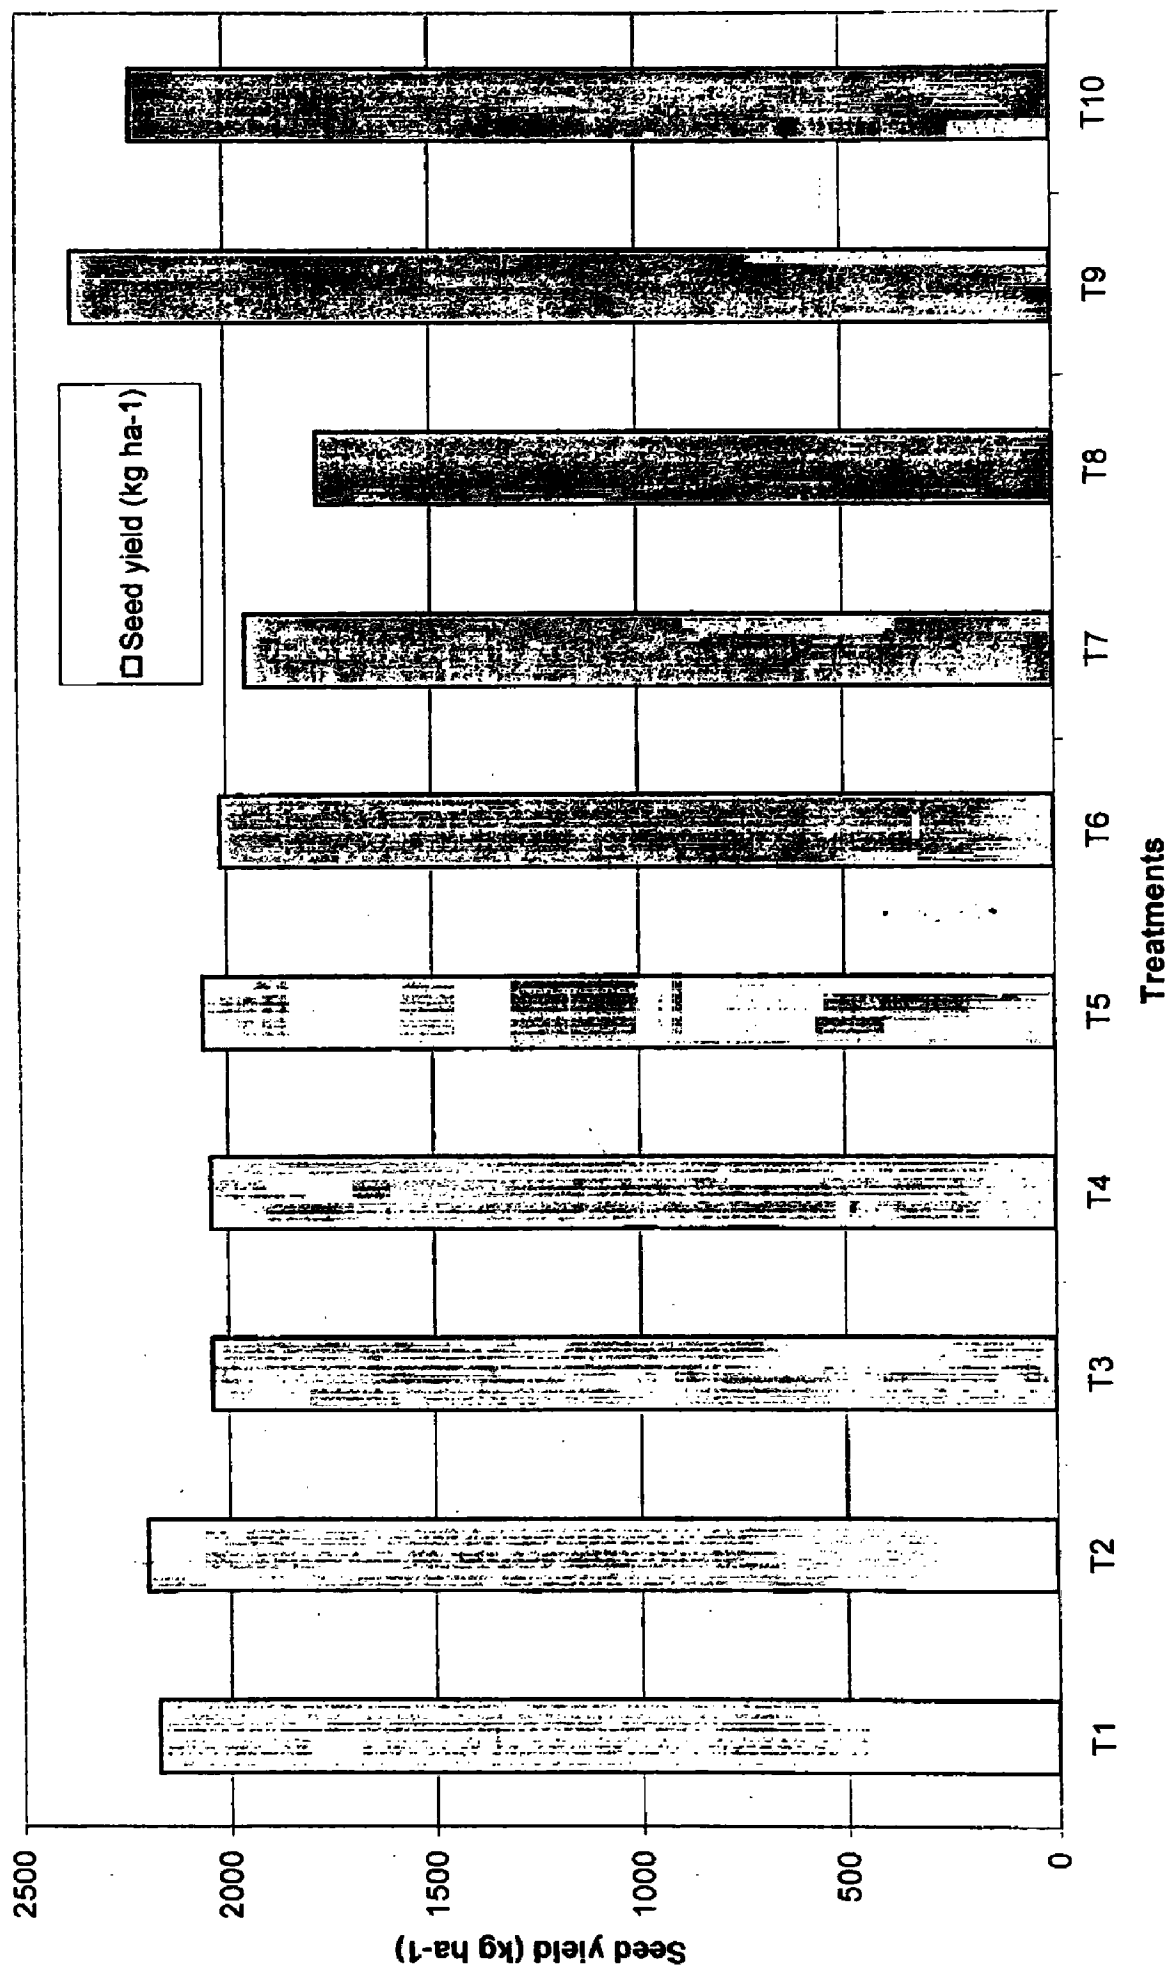 Seed yield (kg ha-1)
2500
2000
1500
1000
500
0
Seed yield (kg ha-1)
T1
T2
T3
T4
T5
T6
T7
T8
T9
T10
Treatments